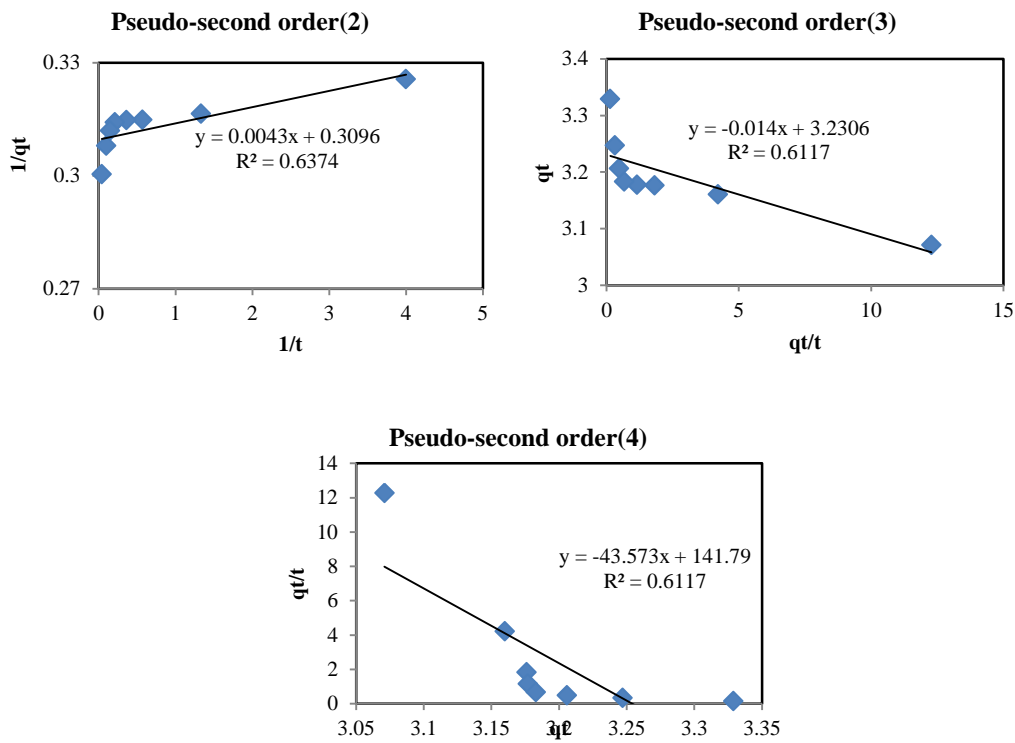 Pseudo-second order(2)
0.33
0.3
0.27
1/qt
y = 0.0043x + 0.3096
R² = 0.6374
0 1 2 3 4 5
1/t
Pseudo-second order(3)
3.4
3.3
3.2
3.1
3
qt
y = -0.014x + 3.2306
R² = 0.6117
0 5 10 15
qt/t
Pseudo-second order(4)
14
12
10
8
6
4
2
0
qt/t
y = -43.573x + 141.79
R² = 0.6117
3.05 3.1 3.15 3.2 3.25 3.3 3.35
qt